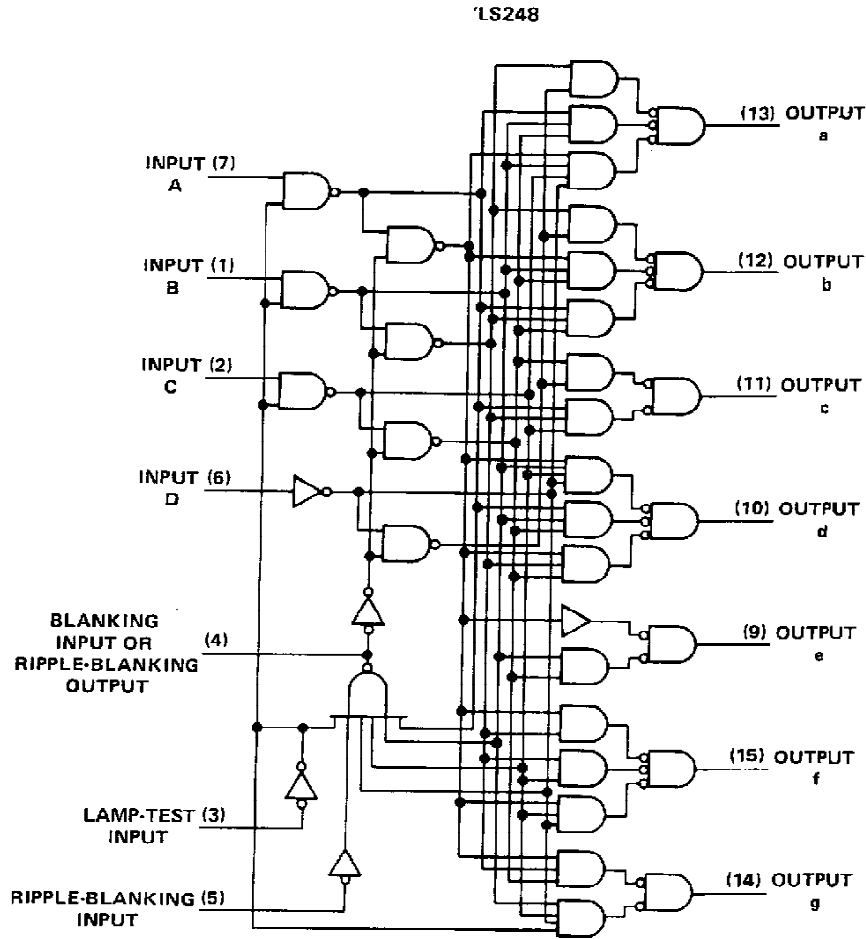 'LS248
(13) OUTPUT
a
INPUT (7)
A
INPUT (1)
B
(12) OUTPUT
b
INPUT (2)
C
(11) OUTPUT
c
INPUT (6)
D
(10) OUTPUT
d
BLANKING
INPUT OR (4)
RIPPLE-BLANKING
OUTPUT
(9) OUTPUT
e
(15) OUTPUT
f
LAMP-TEST (3)
INPUT
RIPPLE-BLANKING (5)
INPUT
(14) OUTPUT
g